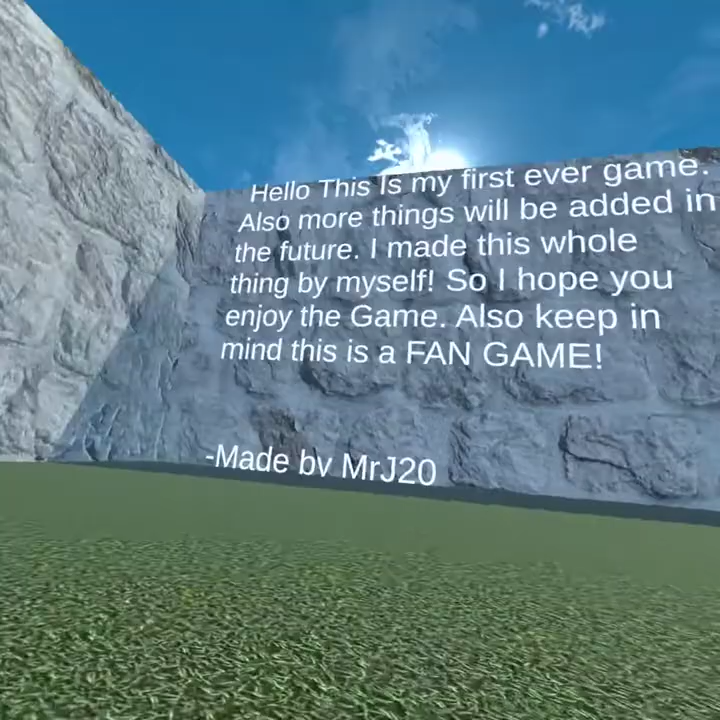 Hello This Is my first ever game.
Also more things will be added in
the future. I made this whole
thing by myself! So I hope you
enjoy the Game. Also keep in
mind this is a FAN GAME!
-Made by MrJ20